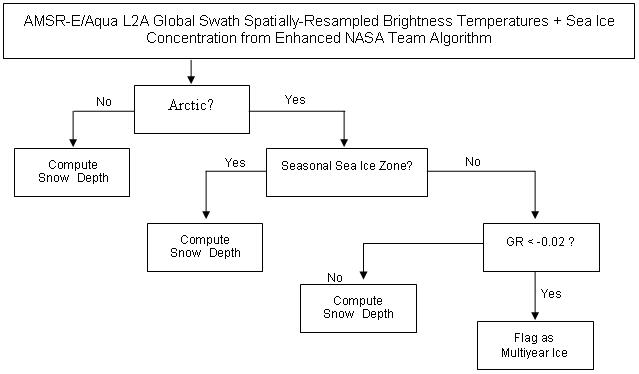 AMSR-E/Aqua L2A Global Swath Spatially-Resampled Brightness Temperatures + Sea Ice
Concentration from Enhanced NASA Team Algorithm
Arctic?
No
Yes
Compute
Snow Depth
Seasonal Sea Ice Zone?
Yes
No
Compute
Snow Depth
GR < -0.02 ?
No
Yes
Compute
Snow Depth
Flag as
Multiyear Ice